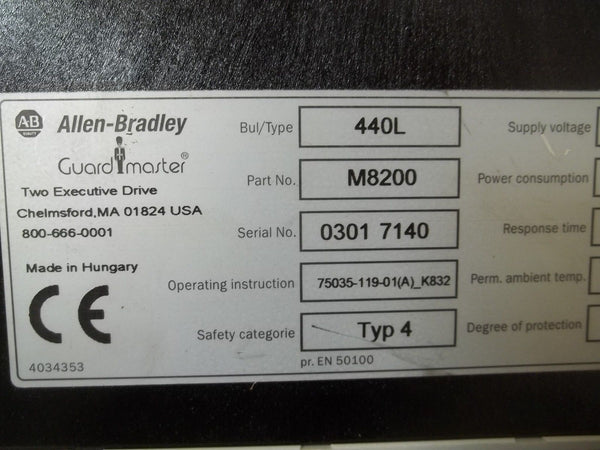 AB QUALITY Allen-Bradley
Guardmaster®
Two Executive Drive
Chelmsford,MA 01824 USA
800-666-0001
Made in Hungary
CE
4034353
Bul/Type 440L
Part No. M8200
Serial No. 0301 7140
Operating instruction 75035-119-01(A)_K832
Safety categorie Typ 4
pr. EN 50100
Supply voltage
Power consumption
Response time
Perm. ambient temp.
Degree of protection